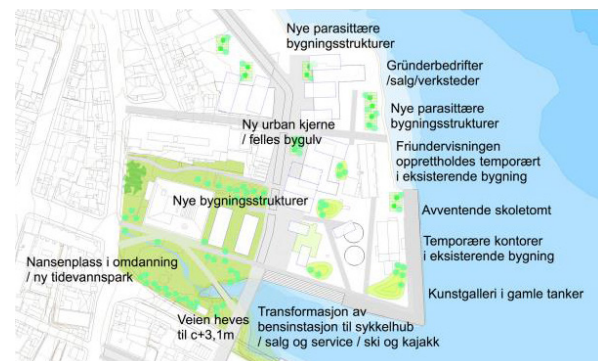 Nye parasittære
bygningsstrukturer
Gründerbedrifter
/salg/verksteder
Nye parasittære
bygningsstrukturer
Ny urban kjerne
/ felles bygulv
Friundervisningen
opprettholdes temporært
i eksisterende bygning
Nye bygningsstrukturer
Avventende skoletomt
Temporære kontorer
i eksisterende bygning
Nansenplass i omdanning
/ ny tidevannspark
Kunstgalleri i gamle tanker
Veien heves
til c+3,1m
Transformasjon av
bensinstasjon til sykkelhub
/ salg og service / ski og kajakk